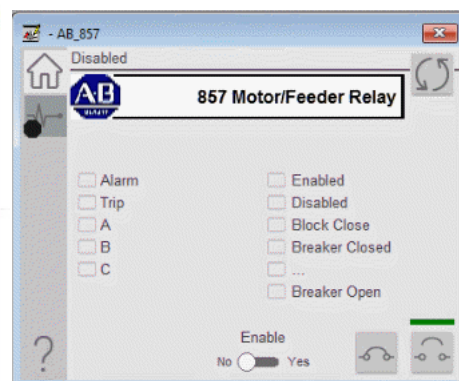 - AB_857
Disabled
AB
857 Motor/Feeder Relay
Alarm
Trip
A
B
C
Enabled
Disabled
Block Close
Breaker Closed
...
Breaker Open
Enable
No Yes
?